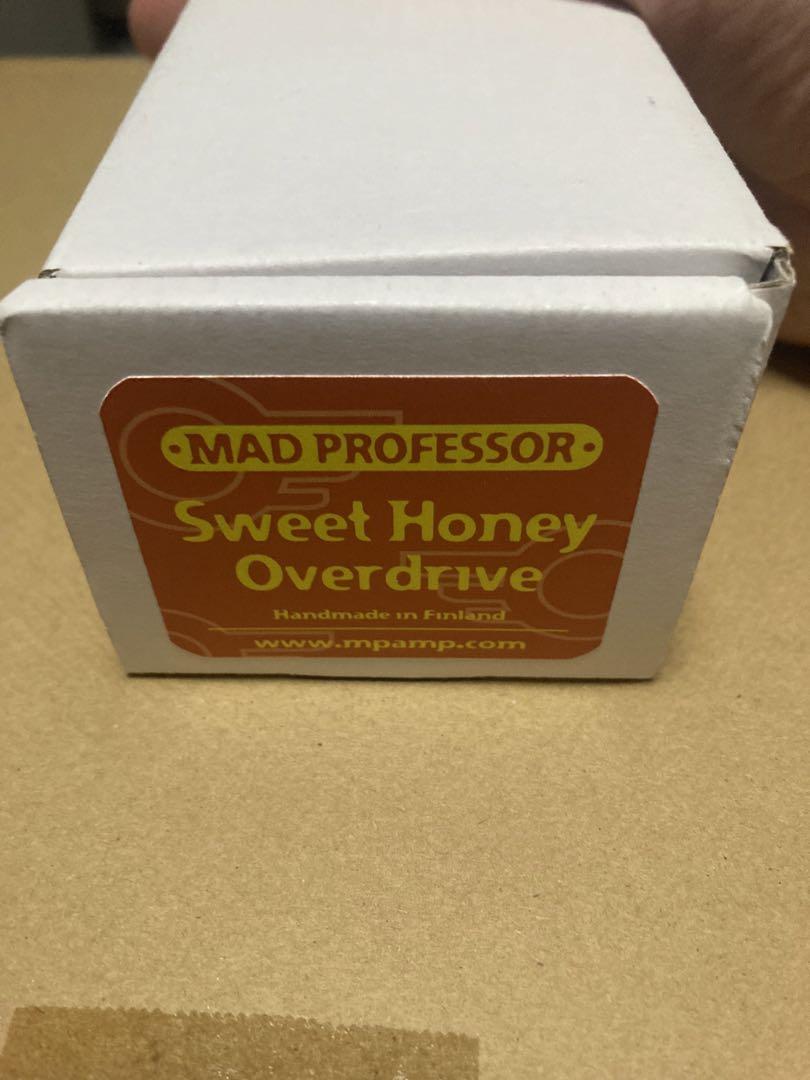 •MAD PROFESSOR•
Sweet Honey
Overdrive
Handmade in Finland
www.mpamp.com